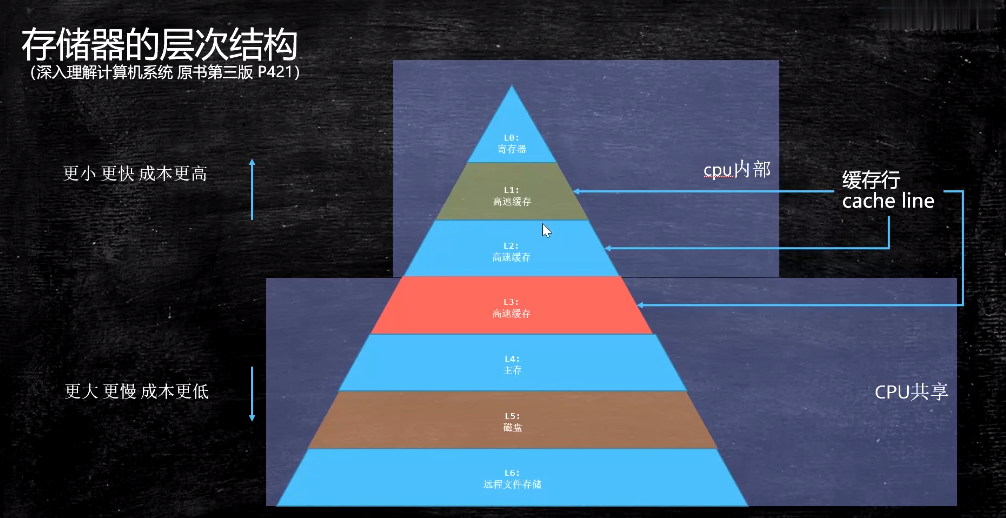 存储器的层次结构
（深入理解计算机系统 原书第三版 P421）
更小 更快 成本更高
L0:
寄存器
L1:
高速缓存
L2:
高速缓存
cpu内部
缓存行
cache line
L3:
高速缓存
L4:
主存
更大 更慢 成本更低
CPU共享
L5:
磁盘
L6:
远程文件存储